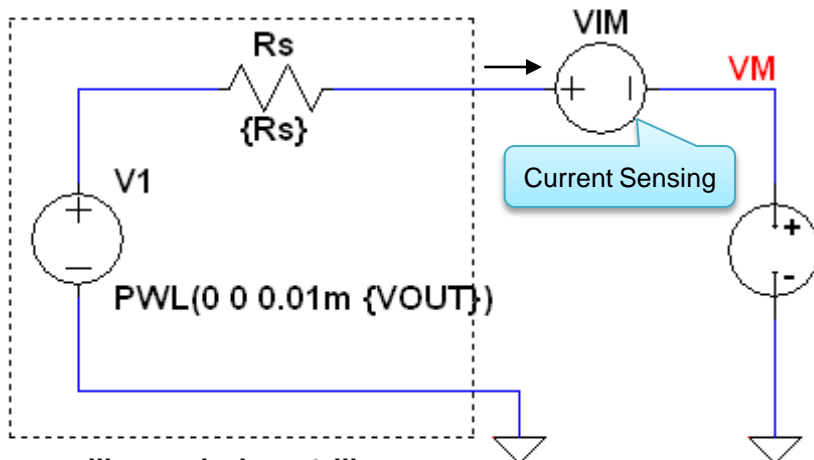 VIM
Rs
VM
{Rs}
Current Sensing
V1
PWL(0 0 0.01m {VOUT})